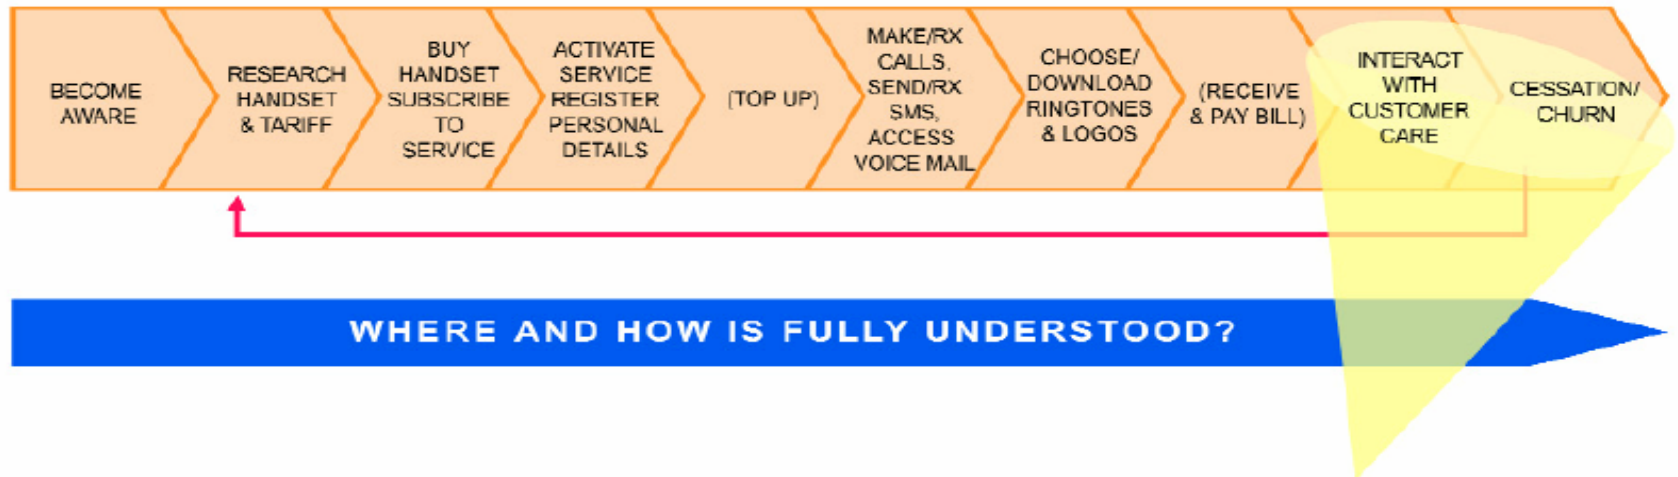 BECOME
AWARE
RESEARCH
HANDSET
& TARIFF
BUY
HANDSET
SUBSCRIBE
TO
SERVICE
ACTIVATE
SERVICE
REGISTER
PERSONAL
DETAILS
(TOP UP)
MAKE/RX
CALLS,
SEND/RX
SMS,
ACCESS
VOICE MAIL
CHOOSE/
DOWNLOAD
RINGTONES
& LOGOS
(RECEIVE
& PAY BILL)
INTERACT
WITH
CUSTOMER
CARE
CESSATION/
CHURN
WHERE AND HOW IS FULLY UNDERSTOOD?